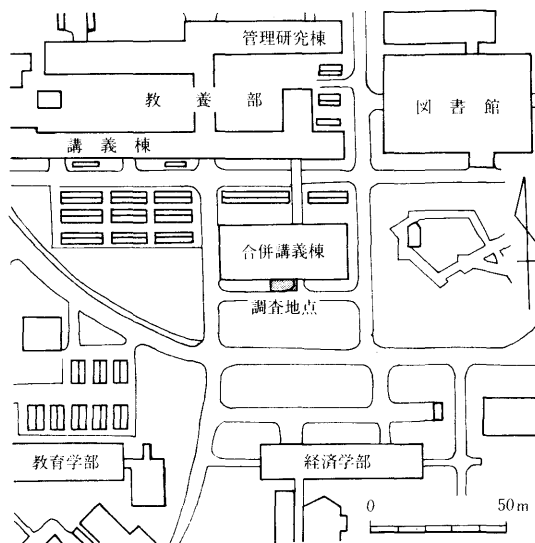 管理研究棟
教養部
図書館
講義棟
合併講義棟
調査地点
教育学部
経済学部
0 50m